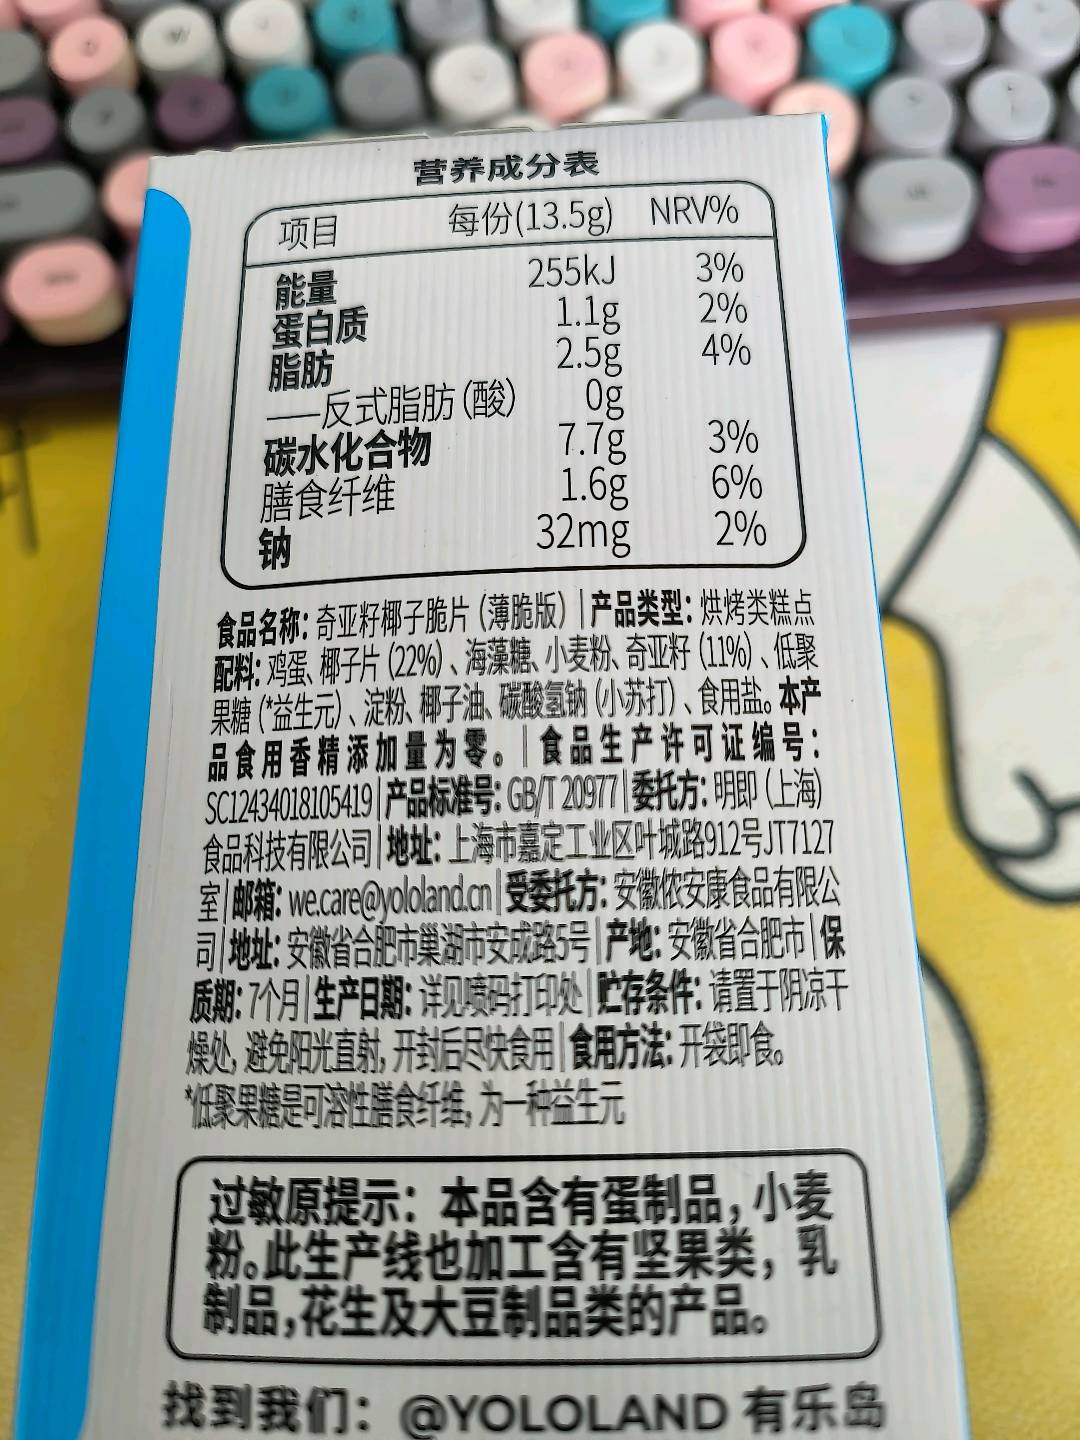 营养成分表
项目 每份(13.5g) NRV%
能量 255kJ 3%
蛋白质 1.1g 2%
脂肪 2.5g 4%
——反式脂肪(酸) 0g
碳水化合物 7.7g 3%
膳食纤维 1.6g 6%
钠 32mg 2%
食品名称: 奇亚籽椰子脆片 (薄脆版) | 产品类型: 烘烤类糕点
配料: 鸡蛋、椰子片 (22%) 、海藻糖、小麦粉、奇亚籽 (11%) 、低聚
果糖 (*益生元) 、淀粉、椰子油、碳酸氢钠 (小苏打) 、食用盐。本产
品食用香精添加量为零。| 食品生产许可证编号:
SC12434018105419 | 产品标准号: GB/T 20977 | 委托方: 明即 (上海)
食品科技有限公司 | 地址: 上海市嘉定工业区叶城路912号JT7127
室 | 邮箱: we.care@yololand.cn | 受委托方: 安徽侬安康食品有限公
司 | 地址: 安徽省合肥市巢湖市安成路5号 | 产地: 安徽省合肥市 | 保
质期: 7个月 | 生产日期: 详见喷码打印处 | 贮存条件: 请置于阴凉干
燥处, 避免阳光直射, 开封后尽快食用 | 食用方法: 开袋即食。
*低聚果糖是可溶性膳食纤维, 为一种益生元
过敏原提示: 本品含有蛋制品, 小麦
粉。此生产线也加工含有坚果类, 乳
制品, 花生及大豆制品类的产品。
找到我们: @YOLOLAND 有乐岛